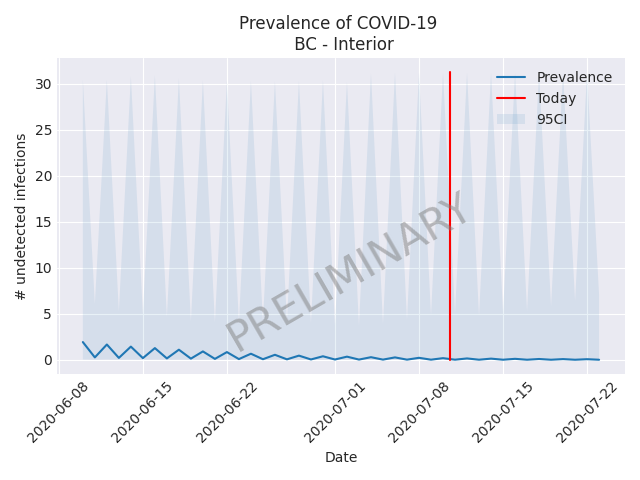 Prevalence of COVID-19
BC - Interior
Prevalence
Today
95CI
# undetected infections
30
25
20
15
10
5
0
PRELIMINARY
2020-06-08
2020-06-15
2020-06-22
2020-07-01
2020-07-08
2020-07-15
2020-07-22
Date